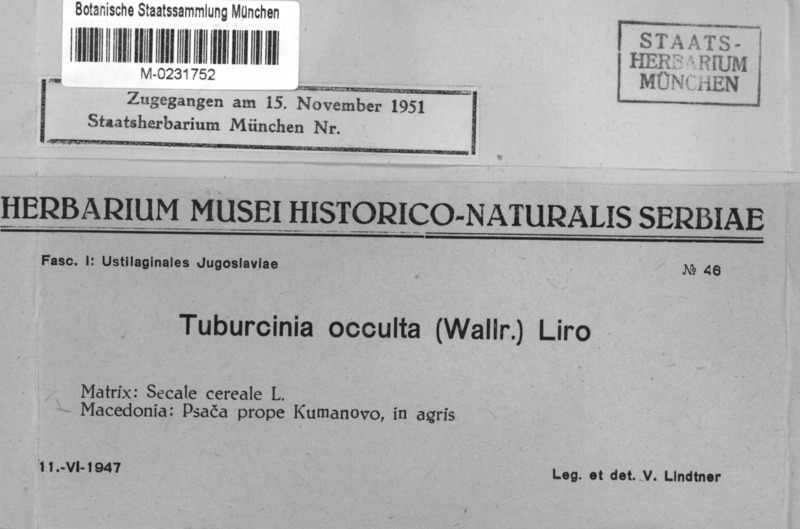 Botanische Staatssammlung München
M-0231752
STAATS-
HERBARIUM
MÜNCHEN
Zugegangen am 15. November 1951
Staatsherbarium München Nr.
HERBARIUM MUSEI HISTORICO-NATURALIS SERBIAE
Fasc. I: Ustilaginales Jugoslaviae
№ 46
Tuburcinia occulta (Wallr.) Liro
Matrix: Secale cereale L.
Macedonia: Psača prope Kumanovo, in agris
11.-VI-1947
Leg. et det. V. Lindtner